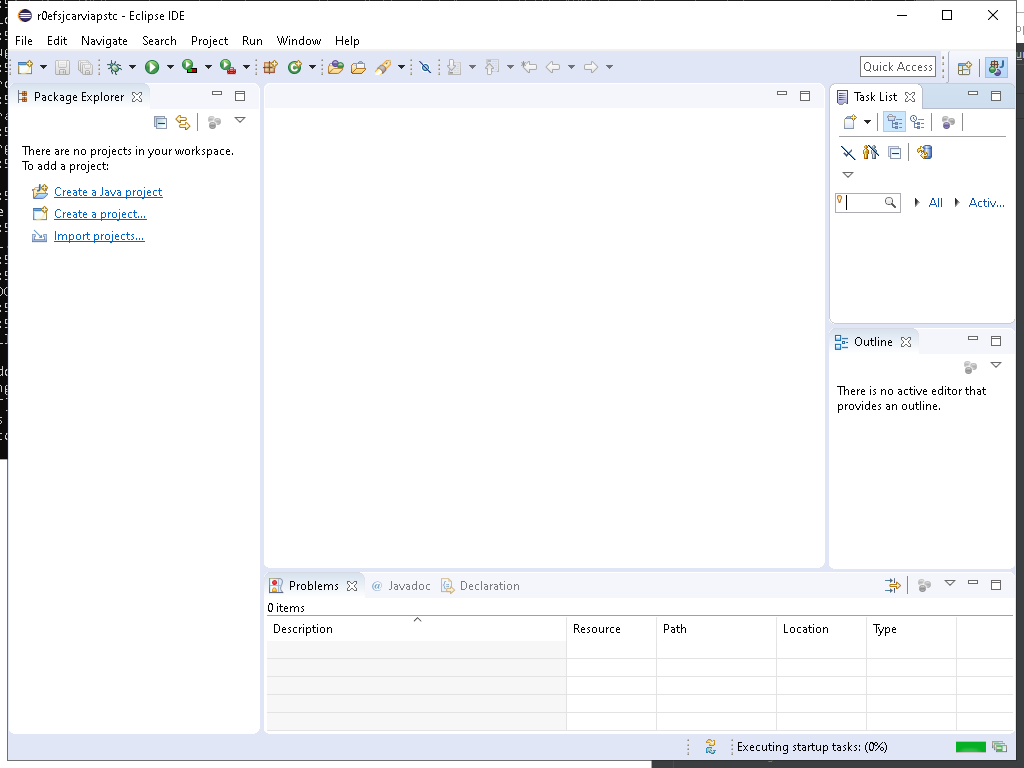 r0efsjcarviapstc - Eclipse IDE
File Edit Navigate Search Project Run Window Help
Quick Access
Package Explorer
There are no projects in your workspace.
To add a project:
Create a Java project
Create a project...
Import projects...
Task List
All Activ...
Outline
There is no active editor that
provides an outline.
Problems @ Javadoc Declaration
0 items
Description Resource Path Location Type
Executing startup tasks: (0%)